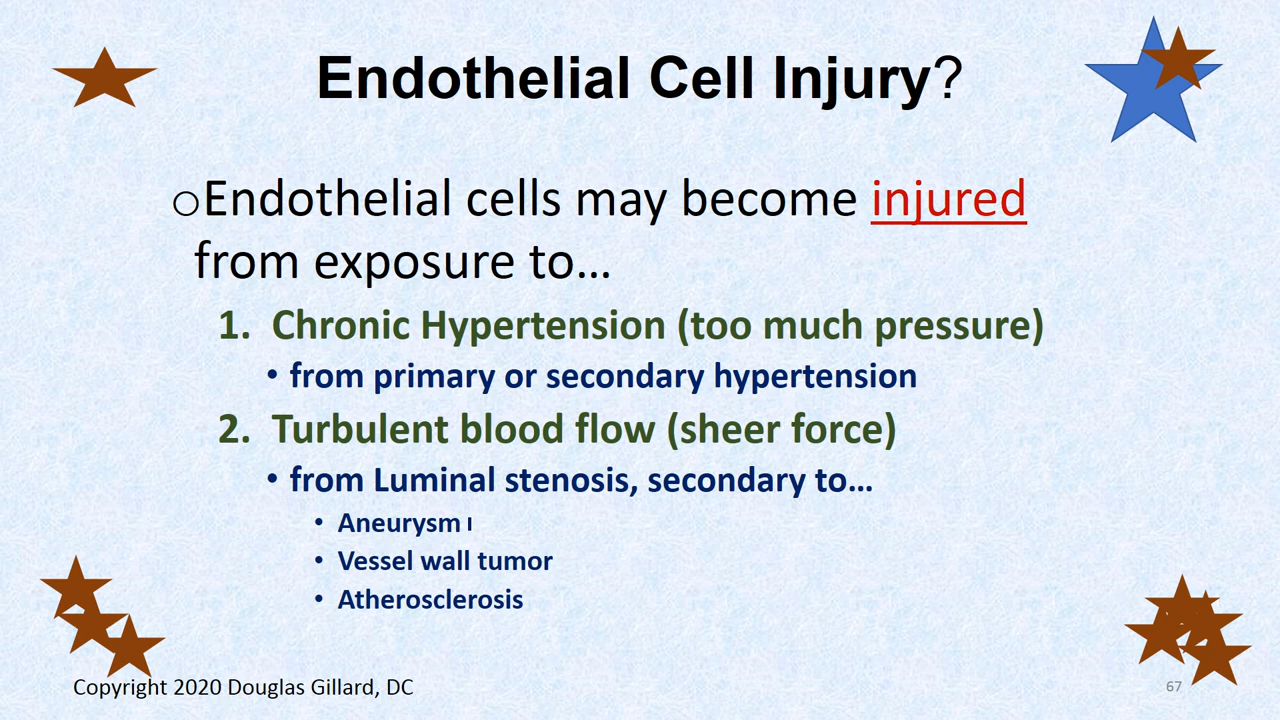 Endothelial Cell Injury?
oEndothelial cells may become injured
from exposure to…
1. Chronic Hypertension (too much pressure)
• from primary or secondary hypertension
2. Turbulent blood flow (sheer force)
• from Luminal stenosis, secondary to…
• Aneurysm
• Vessel wall tumor
• Atherosclerosis
Copyright 2020 Douglas Gillard, DC
67